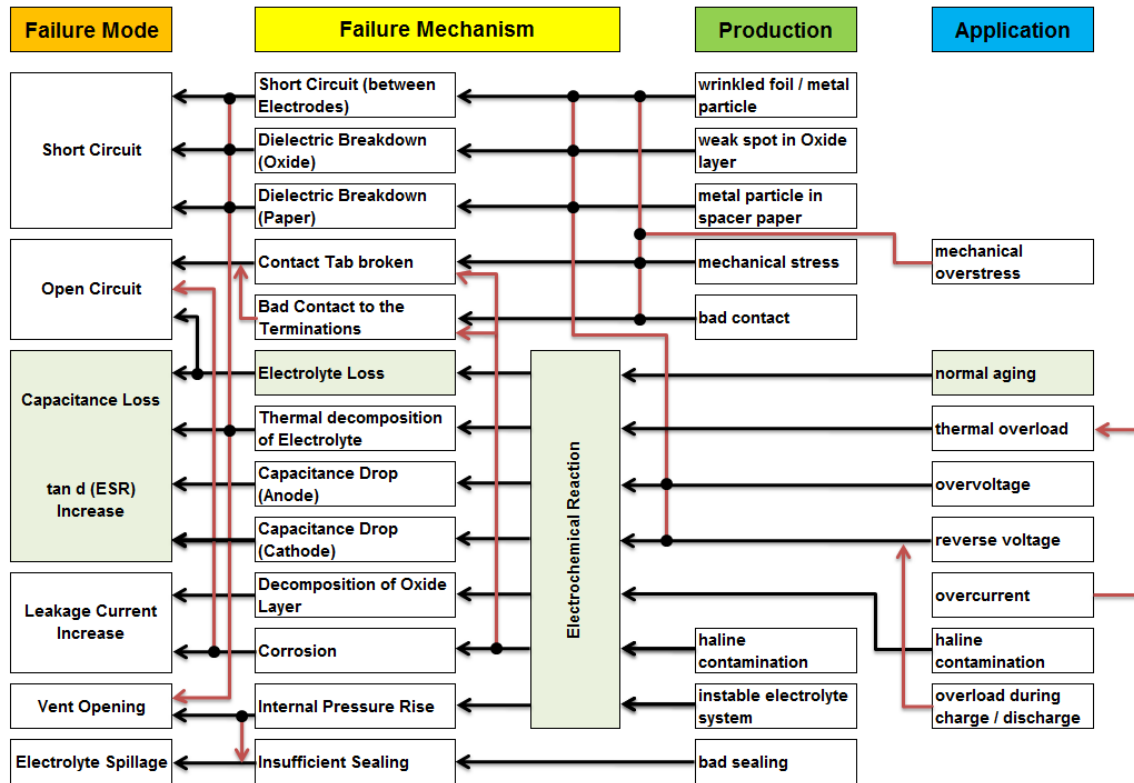 Failure Mode
Failure Mechanism
Production
Application
Short Circuit
Open Circuit
Capacitance Loss
tan d (ESR)
Increase
Leakage Current
Increase
Vent Opening
Electrolyte Spillage
Short Circuit (between
Electrodes)
Dielectric Breakdown
(Oxide)
Dielectric Breakdown
(Paper)
Contact Tab broken
Bad Contact to the
Terminations
Electrolyte Loss
Thermal decomposition
of Electrolyte
Capacitance Drop
(Anode)
Capacitance Drop
(Cathode)
Decomposition of Oxide
Layer
Corrosion
Internal Pressure Rise
Insufficient Sealing
Electrochemical Reaction
wrinkled foil / metal
particle
weak spot in Oxide
layer
metal particle in
spacer paper
mechanical stress
bad contact
haline
contamination
instable electrolyte
system
bad sealing
mechanical
overstress
normal aging
thermal overload
overvoltage
reverse voltage
overcurrent
haline
contamination
overload during
charge / discharge